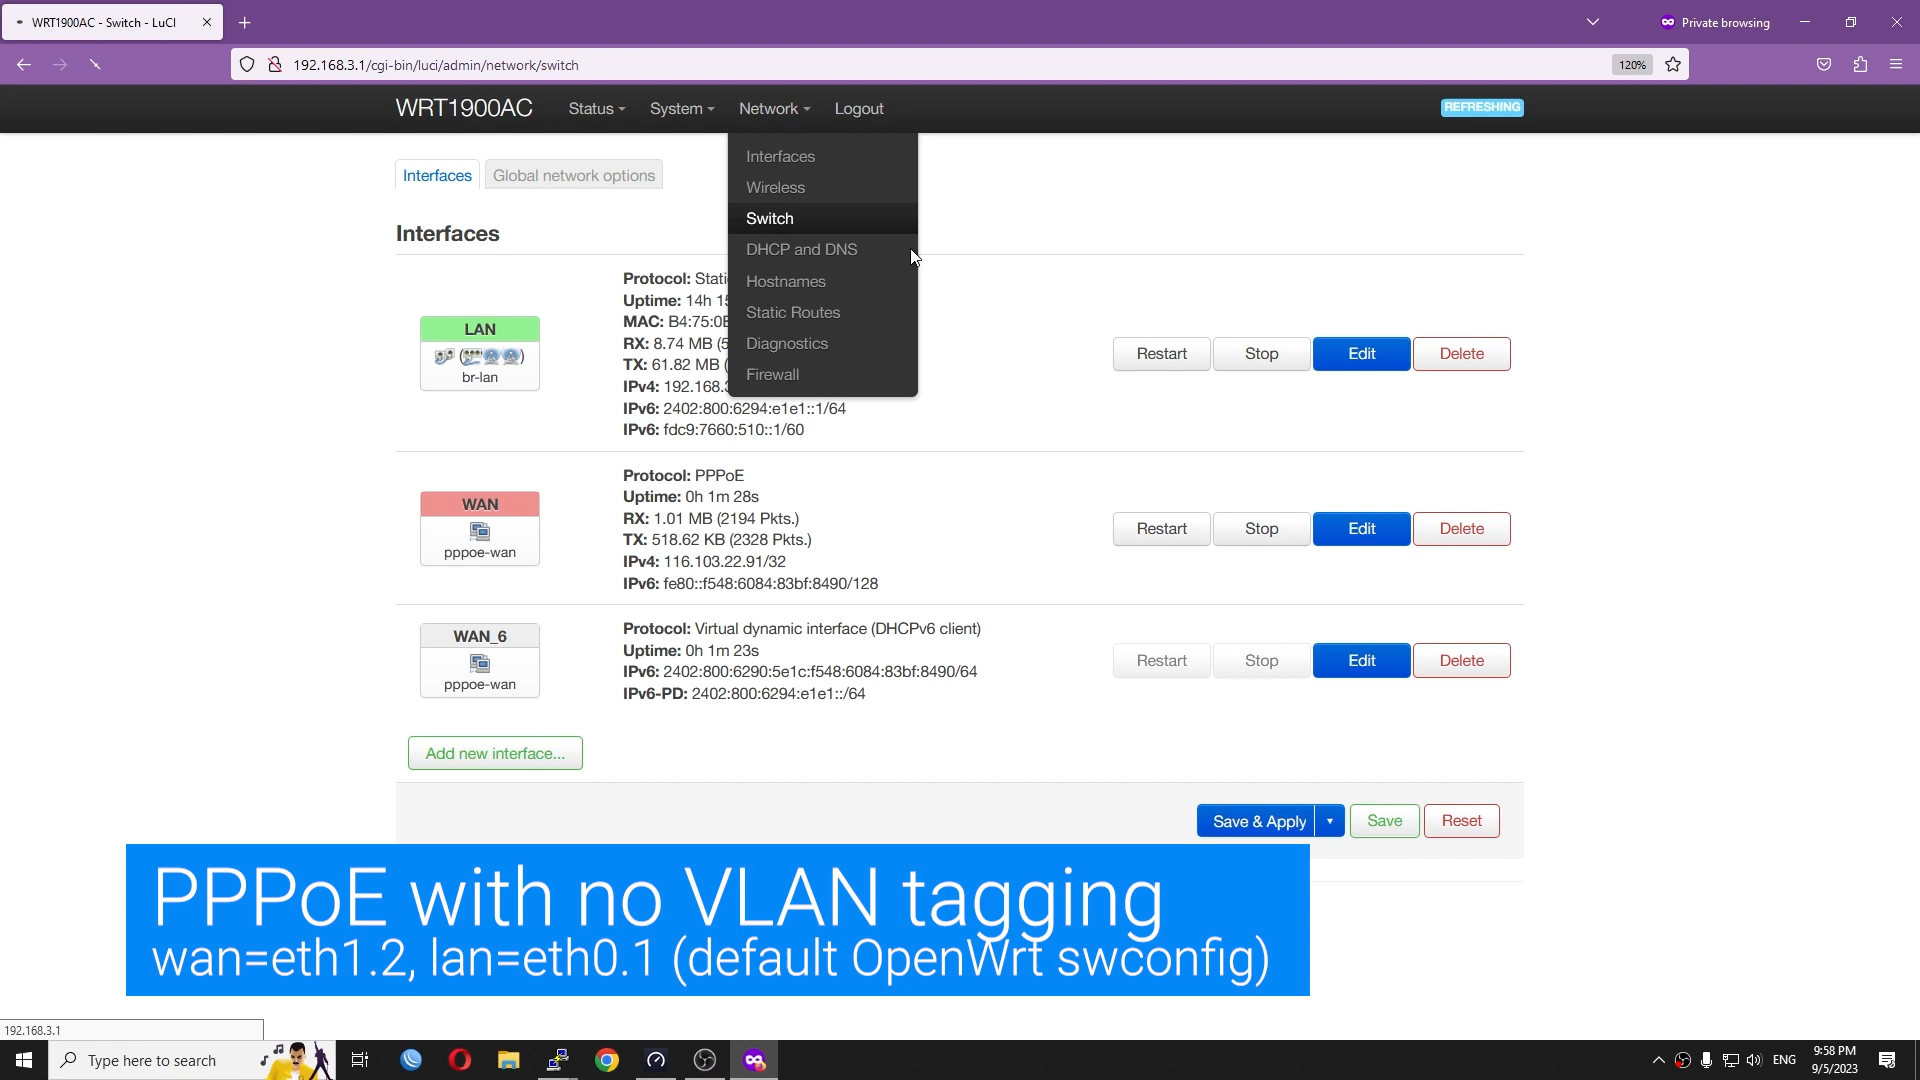 WRT1900AC - Switch - LuCI
Private browsing
192.168.3.1/cgi-bin/luci/admin/network/switch
120%
WRT1900AC
Status
System
Network
Logout
REFRESHING
Interfaces
Wireless
Switch
DHCP and DNS
Hostnames
Static Routes
Diagnostics
Firewall
Interfaces
Global network options
Interfaces
LAN
br-lan
Protocol: Stati
Uptime: 14h 15
MAC: B4:75:0E
RX: 8.74 MB (5
TX: 61.82 MB (
IPv4: 192.168.3
IPv6: 2402:800:6294:e1e1::1/64
IPv6: fdc9:7660:510::1/60
Restart
Stop
Edit
Delete
WAN
pppoe-wan
Protocol: PPPoE
Uptime: 0h 1m 28s
RX: 1.01 MB (2194 Pkts.)
TX: 518.62 KB (2328 Pkts.)
IPv4: 116.103.22.91/32
IPv6: fe80::f548:6084:83bf:8490/128
Restart
Stop
Edit
Delete
WAN_6
pppoe-wan
Protocol: Virtual dynamic interface (DHCPv6 client)
Uptime: 0h 1m 23s
IPv6: 2402:800:6290:5e1c:f548:6084:83bf:8490/64
IPv6-PD: 2402:800:6294:e1e1::/64
Restart
Stop
Edit
Delete
Add new interface...
Save & Apply
Save
Reset
PPPoE with no VLAN tagging
wan=eth1.2, lan=eth0.1 (default OpenWrt swconfig)
192.168.3.1
Type here to search
ENG
9:58 PM
9/5/2023